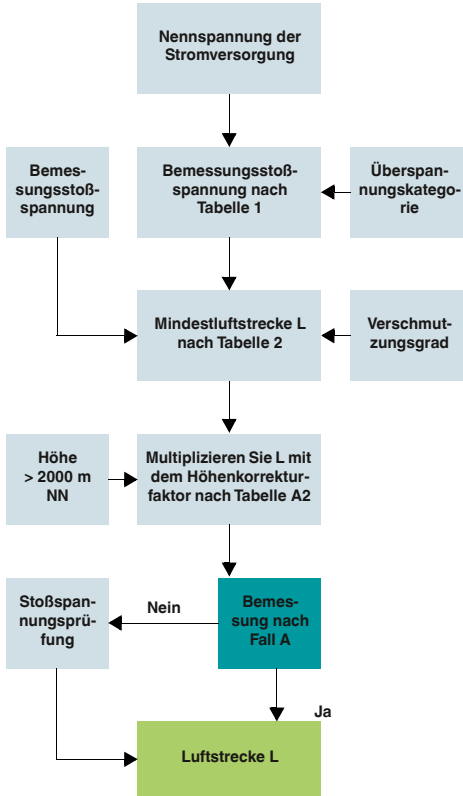 Nennspannung der
Stromversorgung
Bemes-
sungsstoß-
spannung
Bemessungsstoß-
spannung nach
Tabelle 1
Überspan-
nungskatego-
rie
Mindestluftstrecke L
nach Tabelle 2
Verschmut-
zungsgrad
Höhe
> 2000 m
NN
Multiplizieren Sie L mit
dem Höhenkorrektur-
faktor nach Tabelle A2
Stoßspan-
nungsprü-
fung
Nein
Bemes-
sung nach
Fall A
Ja
Luftstrecke L